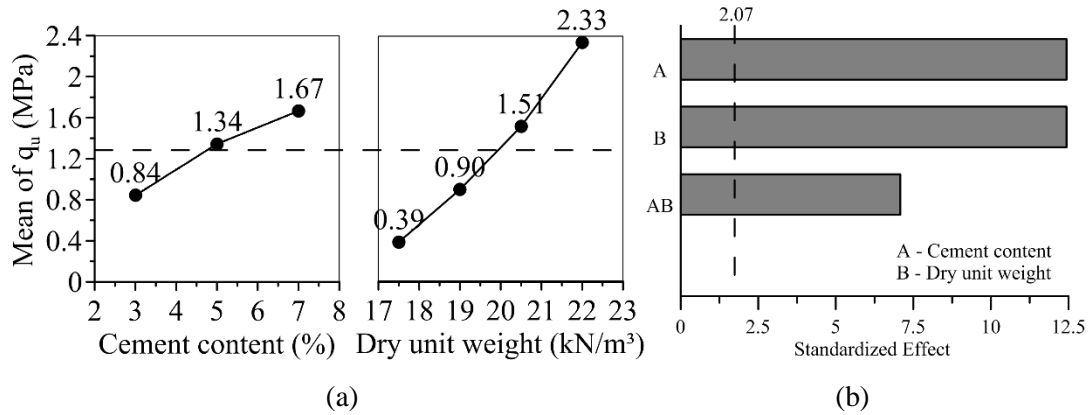 Mean of qᵤ (MPa)
2.4
2
1.6
1.2
0.8
0.4
0
0.84
1.34
1.67
2 3 4 5 6 7 8
Cement content (%)
0.39
0.90
1.51
2.33
17 18 19 20 21 22 23
Dry unit weight (kN/m³)
(a)
2.07
A
B
AB
A - Cement content
B - Dry unit weight
0 2.5 7.5 10 12.5
Standardized Effect
(b)